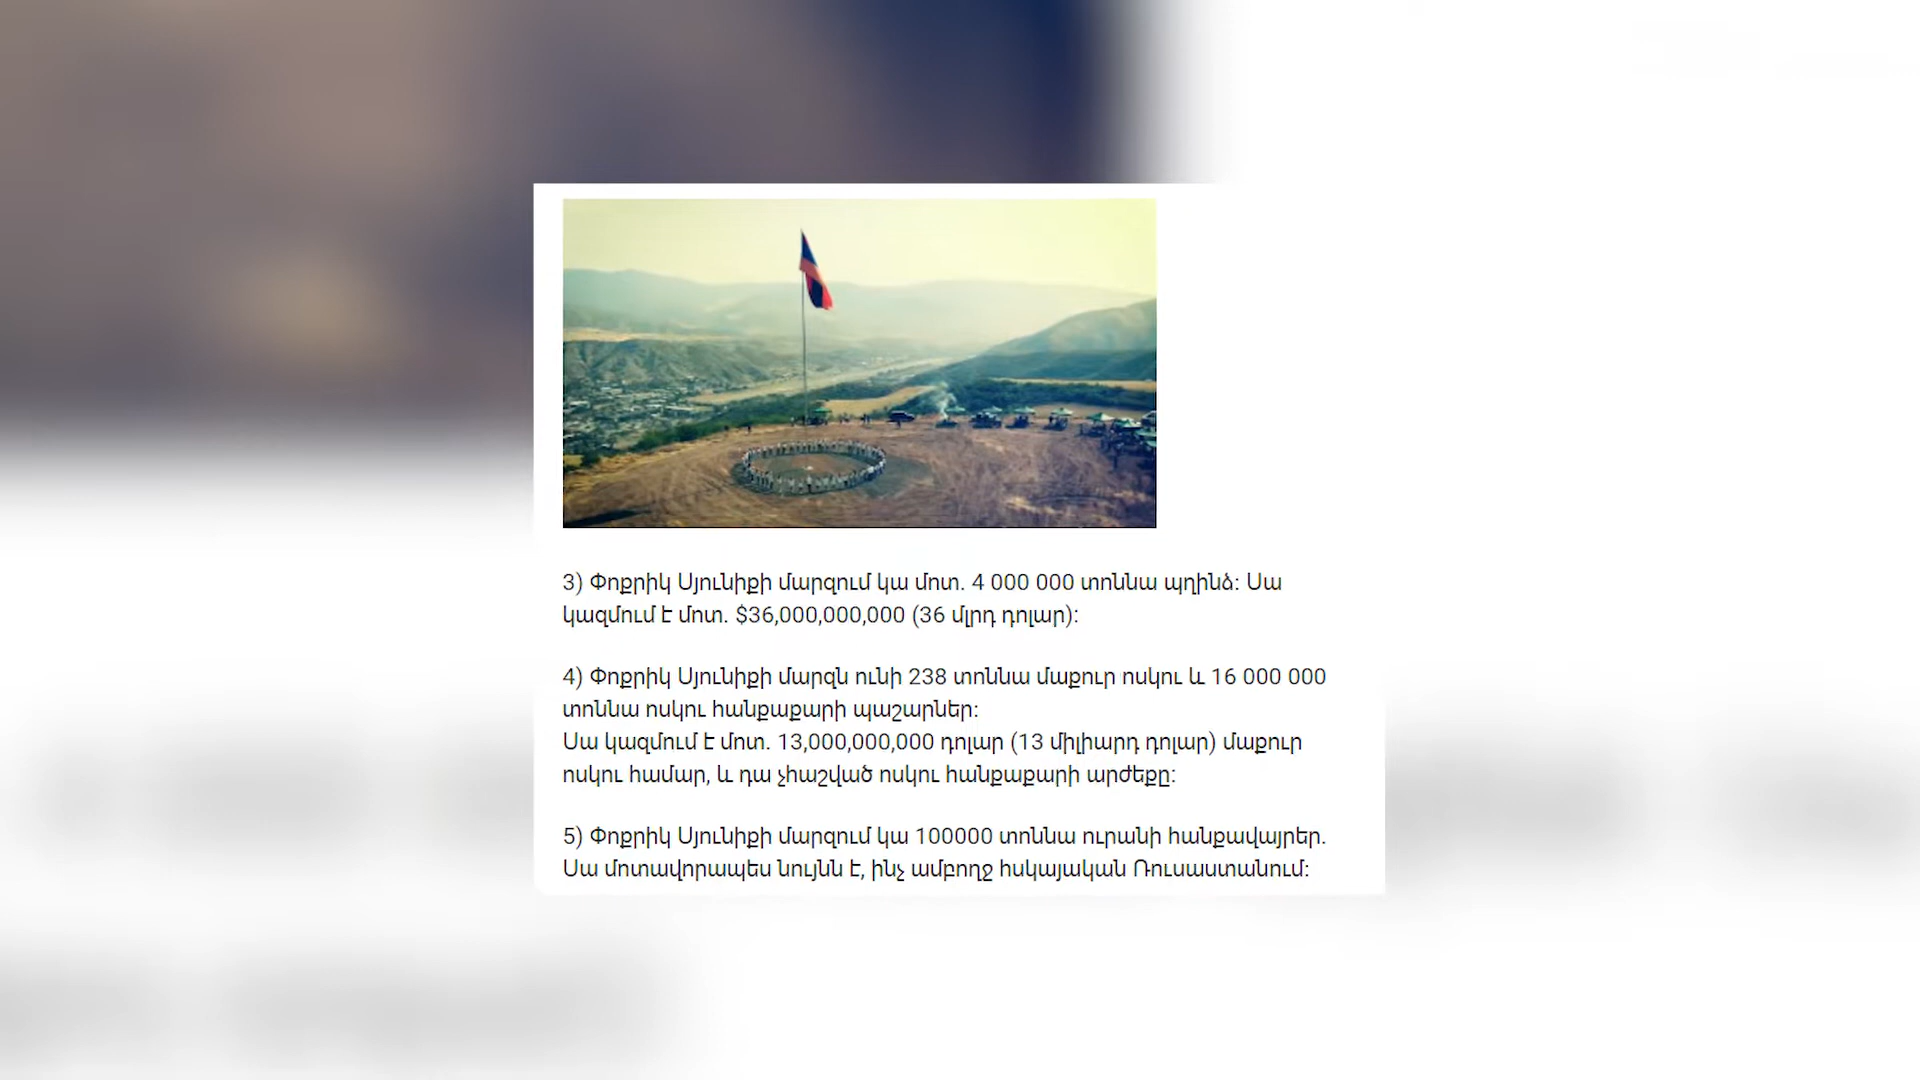 3) Փոքրիկ Սյունիքի մարզում կա մոտ. 4 000 000 տոննա պղինձ: Սա
կազմում է մոտ. $36,000,000,000 (36 մլրդ դոլար):
4) Փոքրիկ Սյունիքի մարզն ունի 238 տոննա մաքուր ոսկու և 16 000 000
տոննա ոսկու հանքաքարի պաշարներ:
Սա կազմում է մոտ. 13,000,000,000 դոլար (13 միլիարդ դոլար) մաքուր
ոսկու համար, և դա չհաշված ոսկու հանքաքարի արժեքը:
5) Փոքրիկ Սյունիքի մարզում կա 100000 տոննա ուրանի հանքավայրեր.
Սա մոտավորապես նույնն է, ինչ ամբողջ հսկայական Ռուսաստանում: